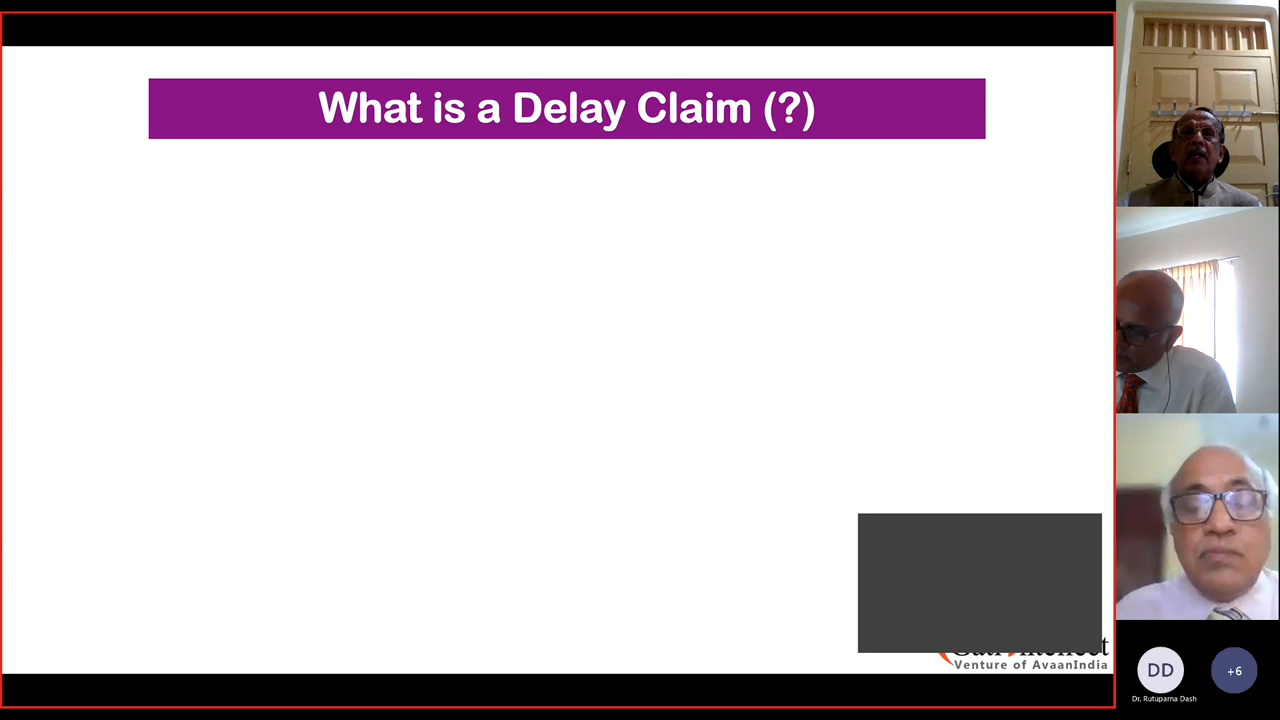 What is a Delay Claim (?)
Venture of AvaanIndia
DD
+6
Dr. Rutuparna Dash